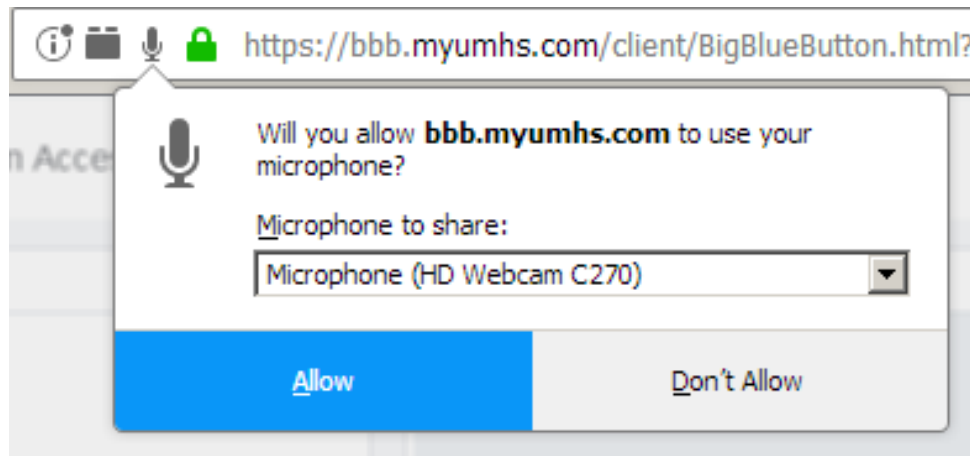 https://bbb.myumhs.com/client/BigBlueButton.html?
n Acce
Will you allow bbb.myumhs.com to use your
microphone?
Microphone to share:
Microphone (HD Webcam C270)
Allow
Don't Allow